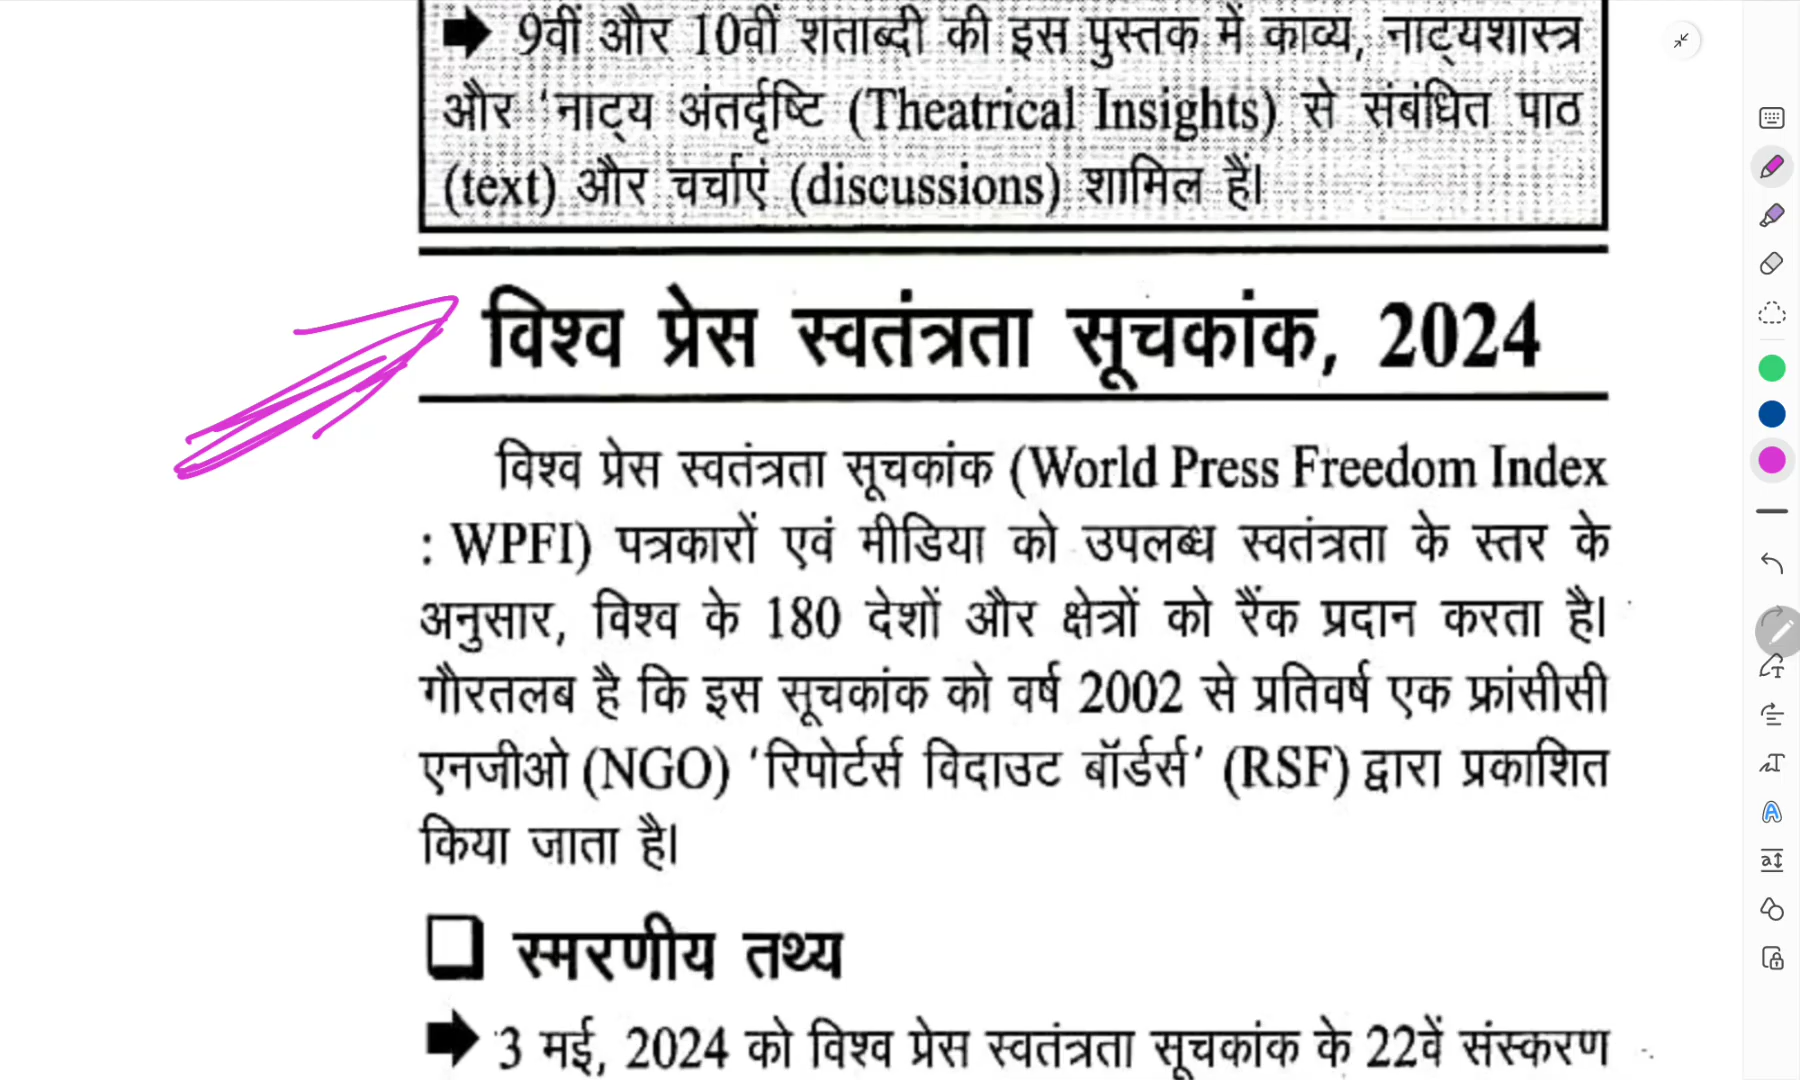 9वीं और 10वीं शताब्दी की इस पुस्तक में काव्य, नाट्यशास्त्र
और ‘नाट्य अंतर्दृष्टि (Theatrical Insights) से संबंधित पाठ
(text) और चर्चाएं (discussions) शामिल हैं।
विश्व प्रेस स्वतंत्रता सूचकांक, 2024
विश्व प्रेस स्वतंत्रता सूचकांक (World Press Freedom Index
: WPFI) पत्रकारों एवं मीडिया को उपलब्ध स्वतंत्रता के स्तर के
अनुसार, विश्व के 180 देशों और क्षेत्रों को रैंक प्रदान करता है।
गौरतलब है कि इस सूचकांक को वर्ष 2002 से प्रतिवर्ष एक फ्रांसीसी
एनजीओ (NGO) ‘रिपोर्टर्स विदाउट बॉर्डर्स’ (RSF) द्वारा प्रकाशित
किया जाता है।
स्मरणीय तथ्य
3 मई, 2024 को विश्व प्रेस स्वतंत्रता सूचकांक के 22वें संस्करण